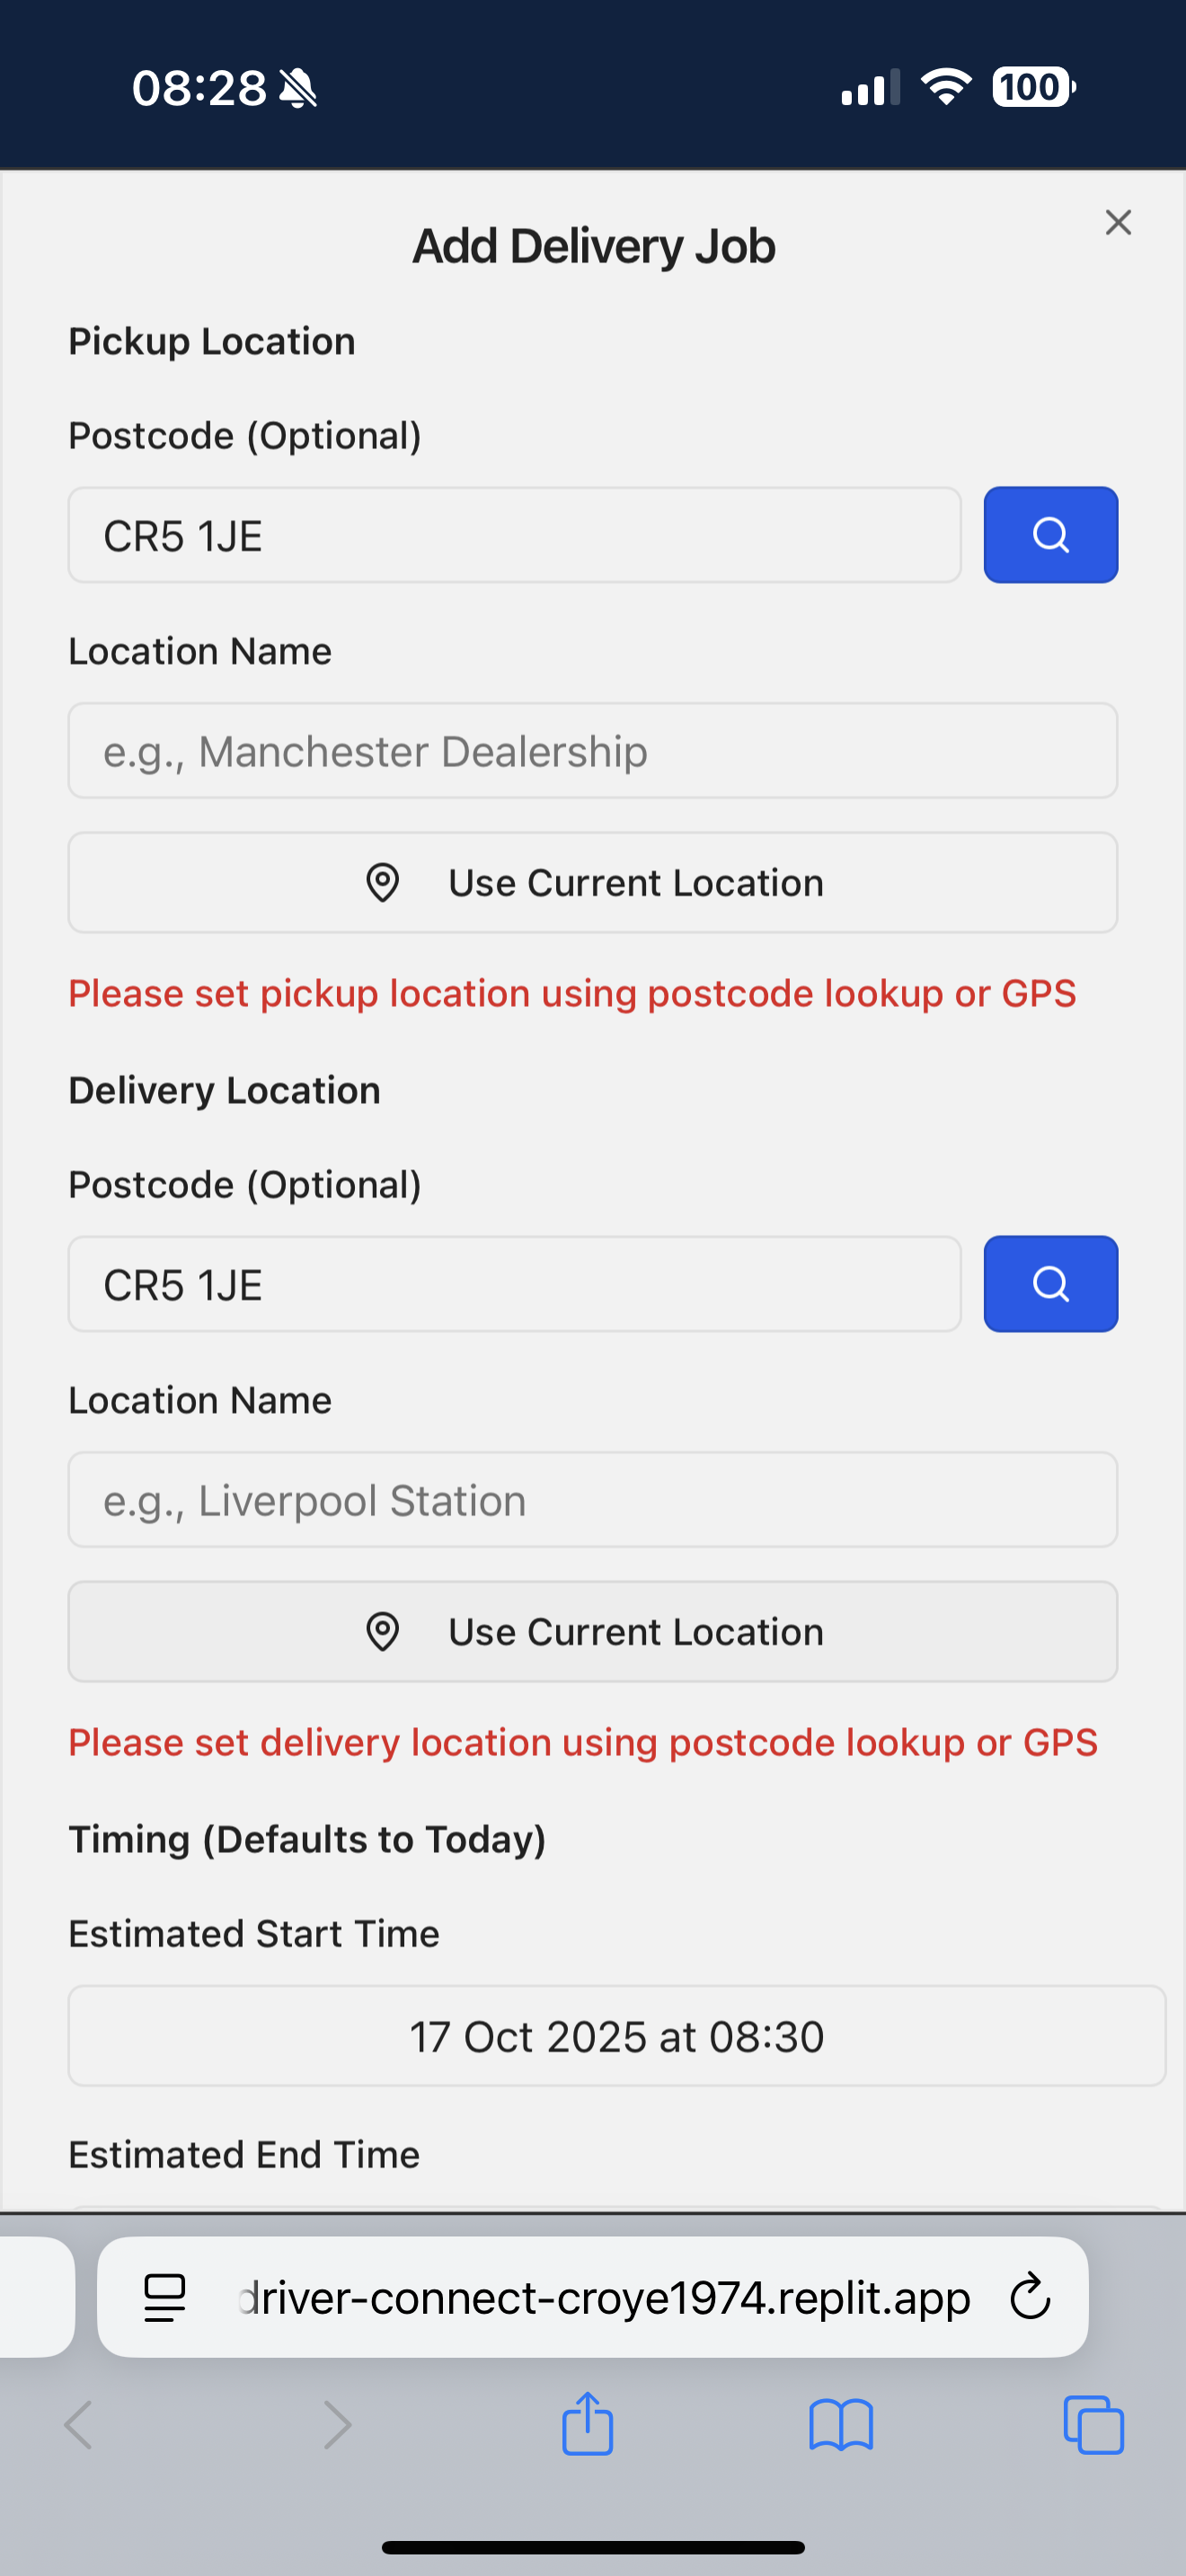 08:28
100
Add Delivery Job
Pickup Location
Postcode (Optional)
CR5 1JE
Location Name
e.g., Manchester Dealership
Use Current Location
Please set pickup location using postcode lookup or GPS
Delivery Location
Postcode (Optional)
CR5 1JE
Location Name
e.g., Liverpool Station
Use Current Location
Please set delivery location using postcode lookup or GPS
Timing (Defaults to Today)
Estimated Start Time
17 Oct 2025 at 08:30
Estimated End Time
driver-connect-croye1974.replit.app